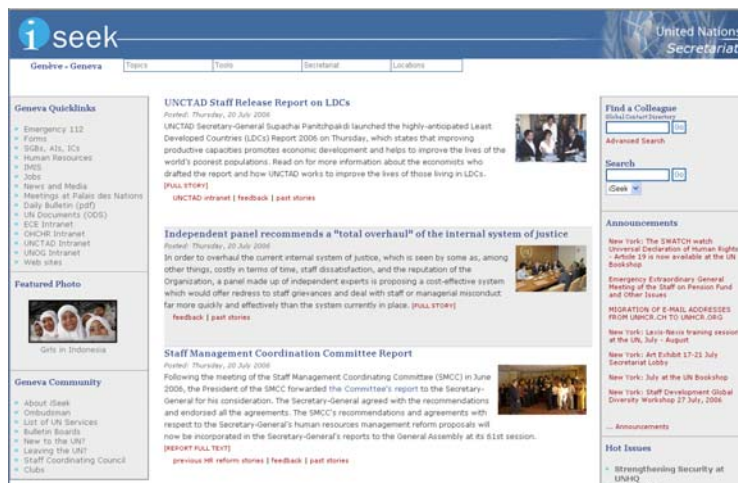 i seek
United Nations
Secretariat
Genève - Geneva
Topics
Tools
Secretariat
Locations
Geneva Quicklinks
Emergency 112
Forms
SGBs, AIs, ICs
Human Resources
IMIS
Jobs
News and Media
Meetings at Palais des Nations
Daily Bulletin (pdf)
UN Documents (ODS)
ECE Intranet
OHCHR Intranet
UNCTAD Intranet
UNOG Intranet
Web sites
Featured Photo
Girls in Indonesia
Geneva Community
About iSeek
Ombudsman
List of UN Services
Bulletin Boards
New to the UN?
Leaving the UN?
Staff Coordinating Council
Clubs
UNCTAD Staff Release Report on LDCs
Posted: Thursday, 20 July 2006
UNCTAD Secretary-General Supachai Panitchpakdi launched the highly-anticipated Least
Developed Countries (LDCs) Report 2006 on Thursday, which states that improving
productive capacities promotes economic development and helps to improve the lives of the
world's poorest populations. Read on for more information about the economists who
drafted the report and how UNCTAD works to improve the lives of those living in LDCs.
[FULL STORY]
UNCTAD intranet | feedback | past stories
Independent panel recommends a "total overhaul" of the internal system of justice
Posted: Thursday, 20 July 2006
In order to overhaul the current internal system of justice, which is seen by some as, among
other things, costly in terms of time, staff dissatisfaction, and the reputation of the
Organization, a panel made up of independent experts is proposing a cost-effective system
which would offer redress to staff grievances and deal with staff or managerial misconduct
far more quickly and effectively than the system currently in place. [FULL STORY]
feedback | past stories
Staff Management Coordination Committee Report
Posted: Thursday, 20 July 2006
Following the meeting of the Staff Management Coordinating Committee (SMCC) in June
2006, the President of the SMCC forwarded the Committee's report to the Secretary-
General for his consideration. The Secretary-General agreed with the recommendations
and endorsed all the agreements. The SMCC's recommendations and agreements with
respect to the Secretary-General's human resources management reform proposals will
now be incorporated in the Secretary-General's reports to the General Assembly at its 61st session.
[REPORT FULL TEXT]
previous HR reform stories | feedback | past stories
Find a Colleague
Global Contact Directory
Go
Advanced Search
Search
Go
iSeek
Announcements
New York: The SWATCH watch
Universal Declaration of Human Rights
- Article 19 is now available at the UN
Bookshop
Emergency Extraordinary General
Meeting of the Staff on Pension Fund
and Other Issues
MIGRATION OF E-MAIL ADDRESSES
FROM UNHCR.CH TO UNHCR.ORG
New York: Lexis-Nexis training session
at the UN, July - August
New York: Art Exhibit 17-21 July
Secretariat Lobby
New York: July at the UN Bookshop
New York: Staff Development Global
Diversity Workshop 27 July, 2006
... Announcements
Hot Issues
Strengthening Security at
UNHQ